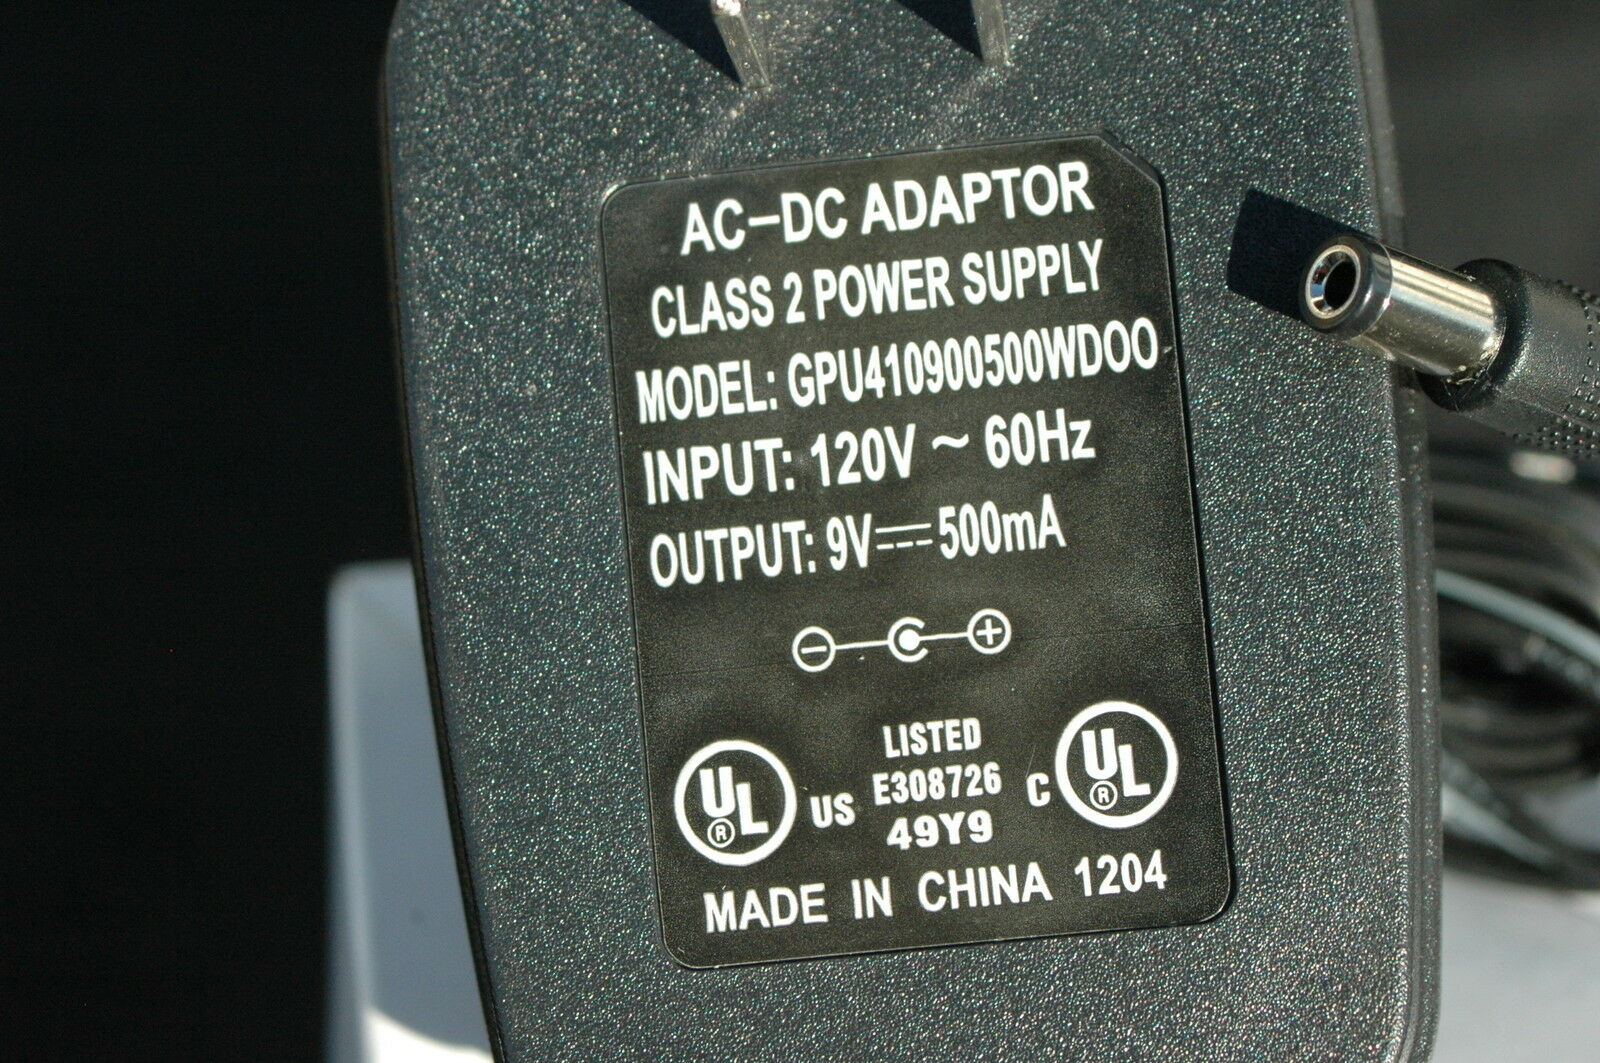 AC-DC ADAPTOR
CLASS 2 POWER SUPPLY
MODEL: GPU410900500WDOO
INPUT: 120V ~ 60Hz
OUTPUT: 9V⎓500mA
− +
LISTED
UL® US E308726 C UL®
49Y9
MADE IN CHINA 1204